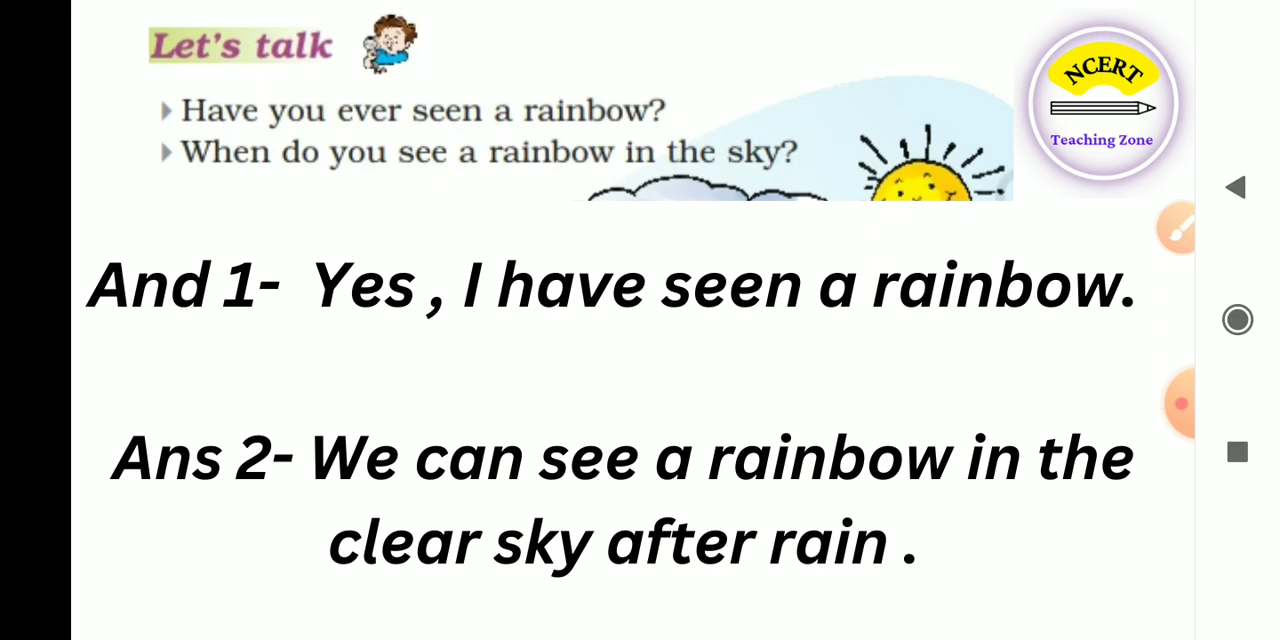 Let's talk
Have you ever seen a rainbow?
When do you see a rainbow in the sky?
NCERT
Teaching Zone
And 1- Yes , I have seen a rainbow.
Ans 2- We can see a rainbow in the
clear sky after rain .